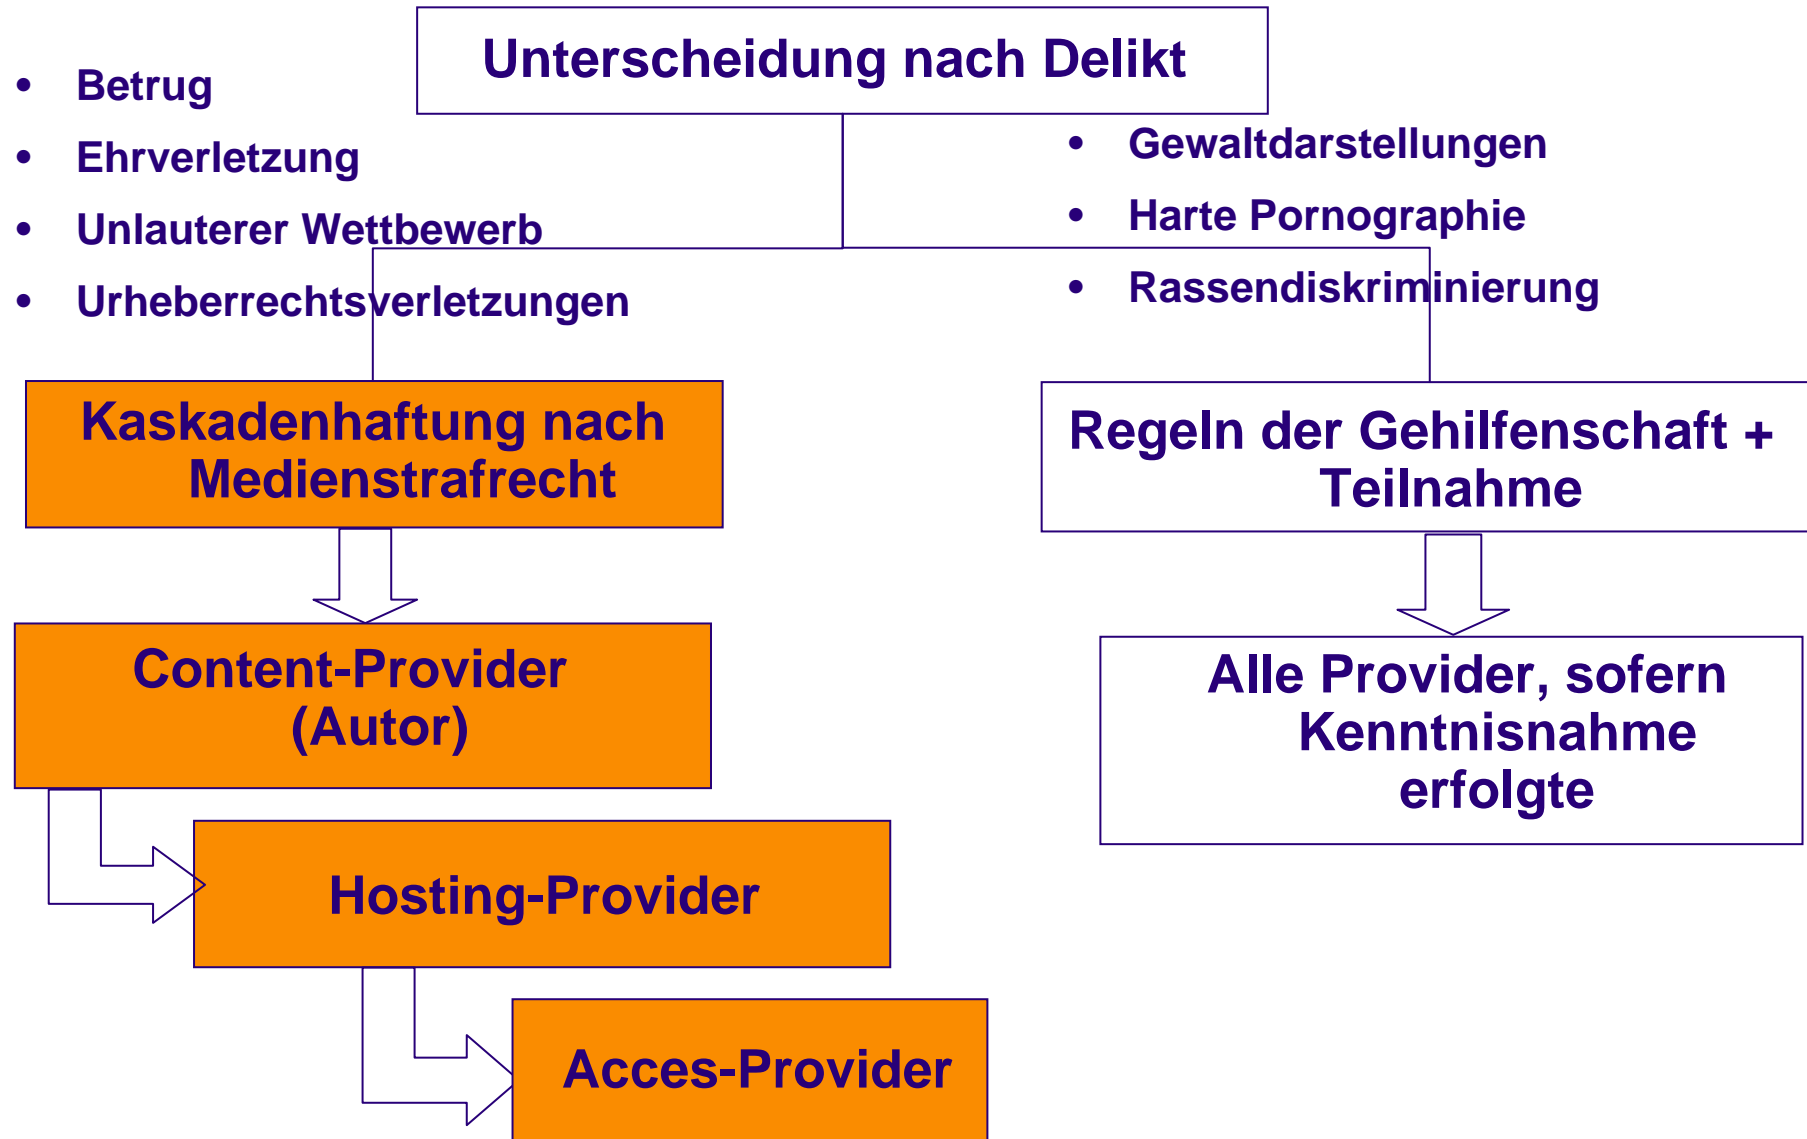 Unterscheidung nach Delikt
• Betrug
• Ehrverletzung
• Unlauterer Wettbewerb
• Urheberrechtsverletzungen
• Gewaltdarstellungen
• Harte Pornographie
• Rassendiskriminierung
Kaskadenhaftung nach
Medienstrafrecht
Regeln der Gehilfenschaft +
Teilnahme
Content-Provider
(Autor)
Alle Provider, sofern
Kenntnisnahme
erfolgte
Hosting-Provider
Acces-Provider